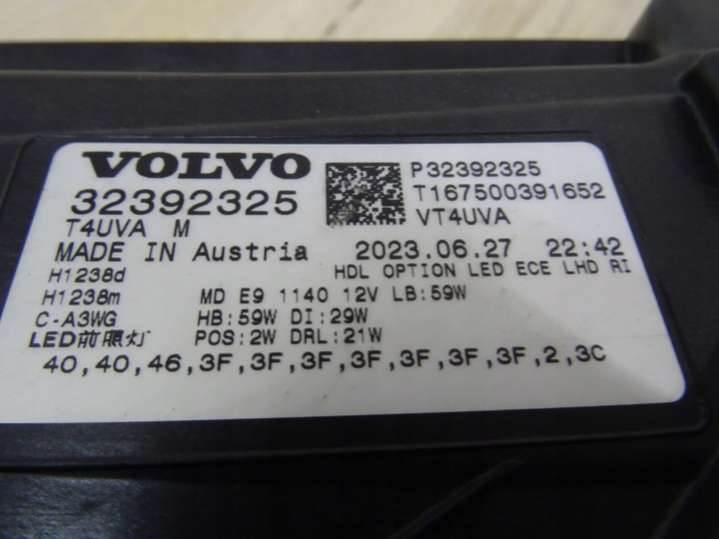 VOLVO
P32392325
32392325
T167500391652
T4UVA M
VT4UVA
MADE IN Austria 2023.06.27 22:42
H1238d HDL OPTION LED ECE LHD RI
H1238m MD E9 1140 12V LB:59W
C-A3WG HB:59W DI:29W
LED前照灯 POS:2W DRL:21W
40,40,46,3F,3F,3F,3F,3F,3F,3F,2,3C